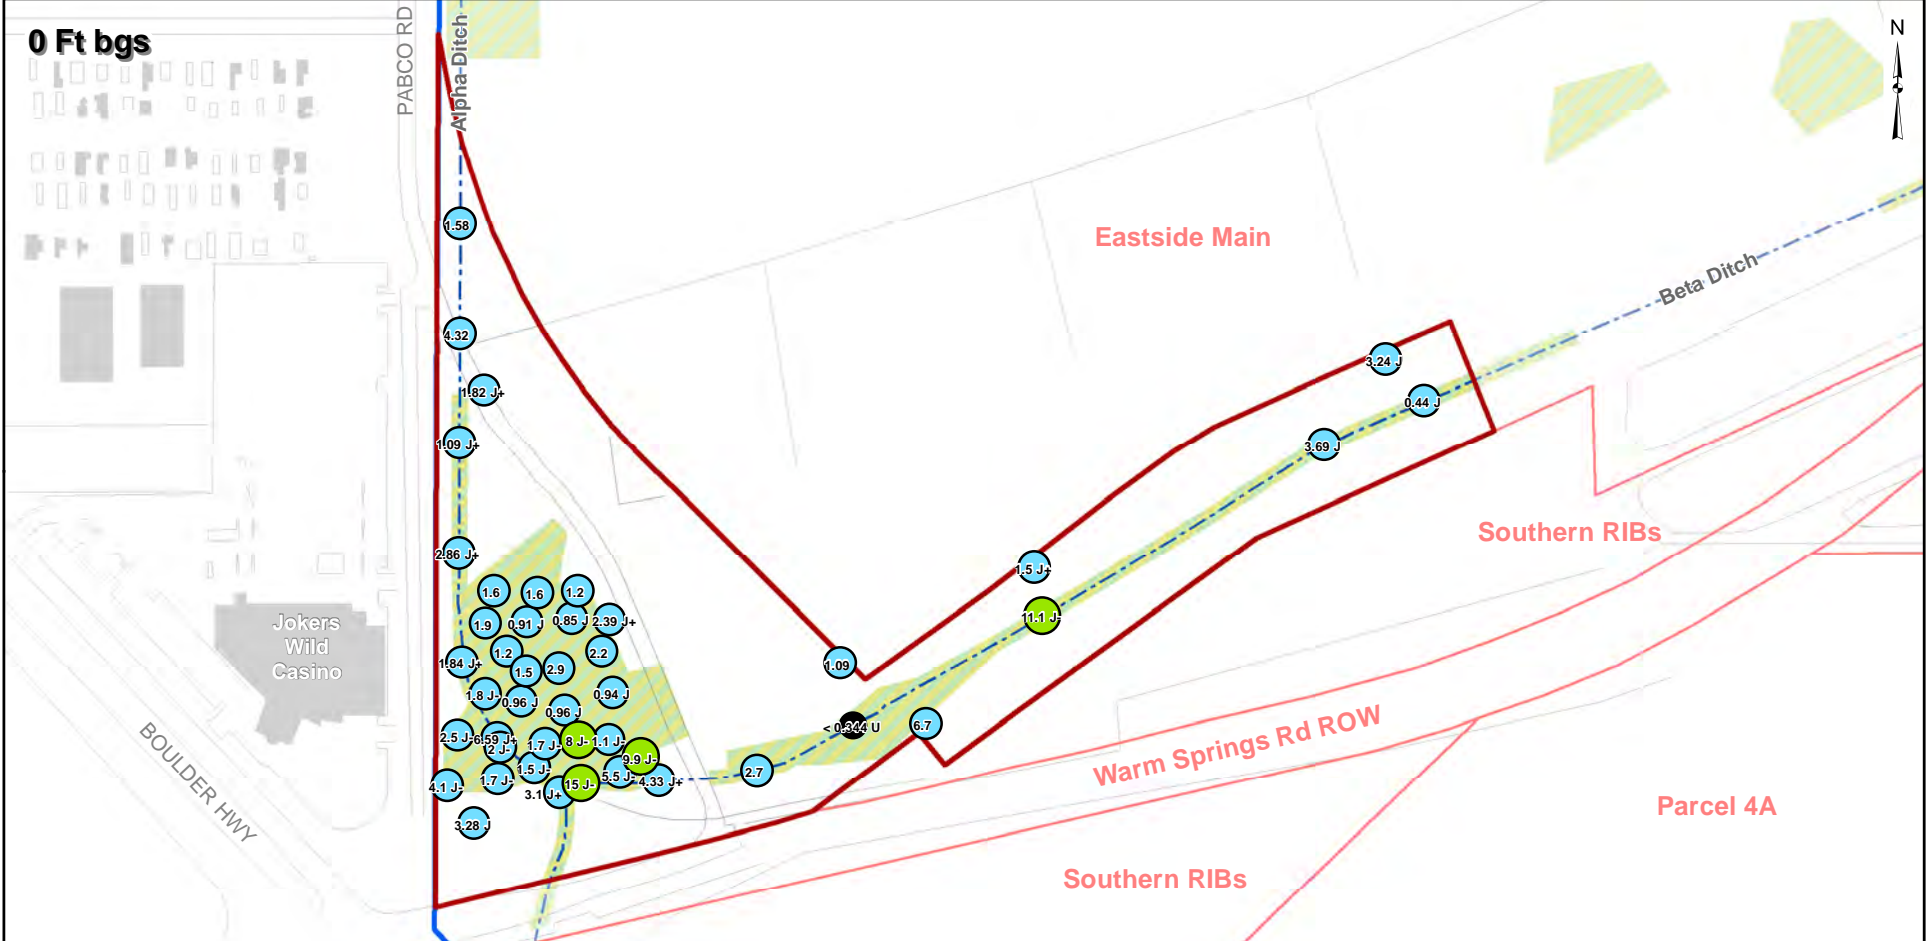 0 Ft bgs
PABCO RD
Alpha Ditch
N
Eastside Main
Beta Ditch
1.58
4.32
1.82 J+
1.09 J+
2.86 J+
3.24 J
0.44 J
3.69 J
Southern RIBs
1.5 J+
11.1 J-
1.6
1.6
1.2
1.9
0.91 J
0.85 J
2.39 J+
Jokers
Wild
Casino
1.84 J+
1.2
1.5
2.9
2.2
1.09
1.8 J-
0.96 J
0.94 J
0.96 J
< 0.344 U
6.7
2.5 J-
6.59 J+
2 J-
1.7 J-
8 J-
1.1 J-
9.9 J-
BOULDER HWY
Warm Springs Rd ROW
2.7
4.1 J-
1.7 J-
1.5 J-
3.1 J+
15 J-
5.5 J-
4.33 J+
3.28 J
Parcel 4A
Southern RIBs